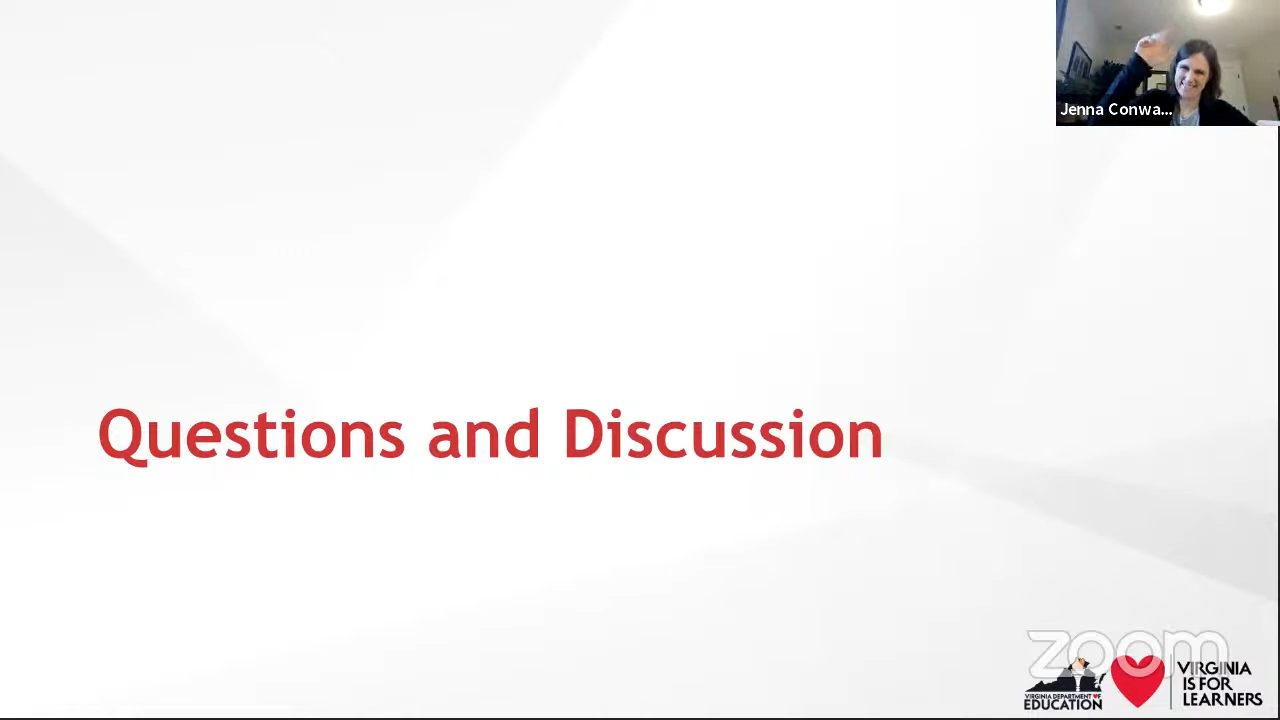 Jenna Conwa...
Questions and Discussion
zoom
VIRGINIA DEPARTMENT OF
EDUCATION
VIRGINIA
IS FOR
LEARNERS